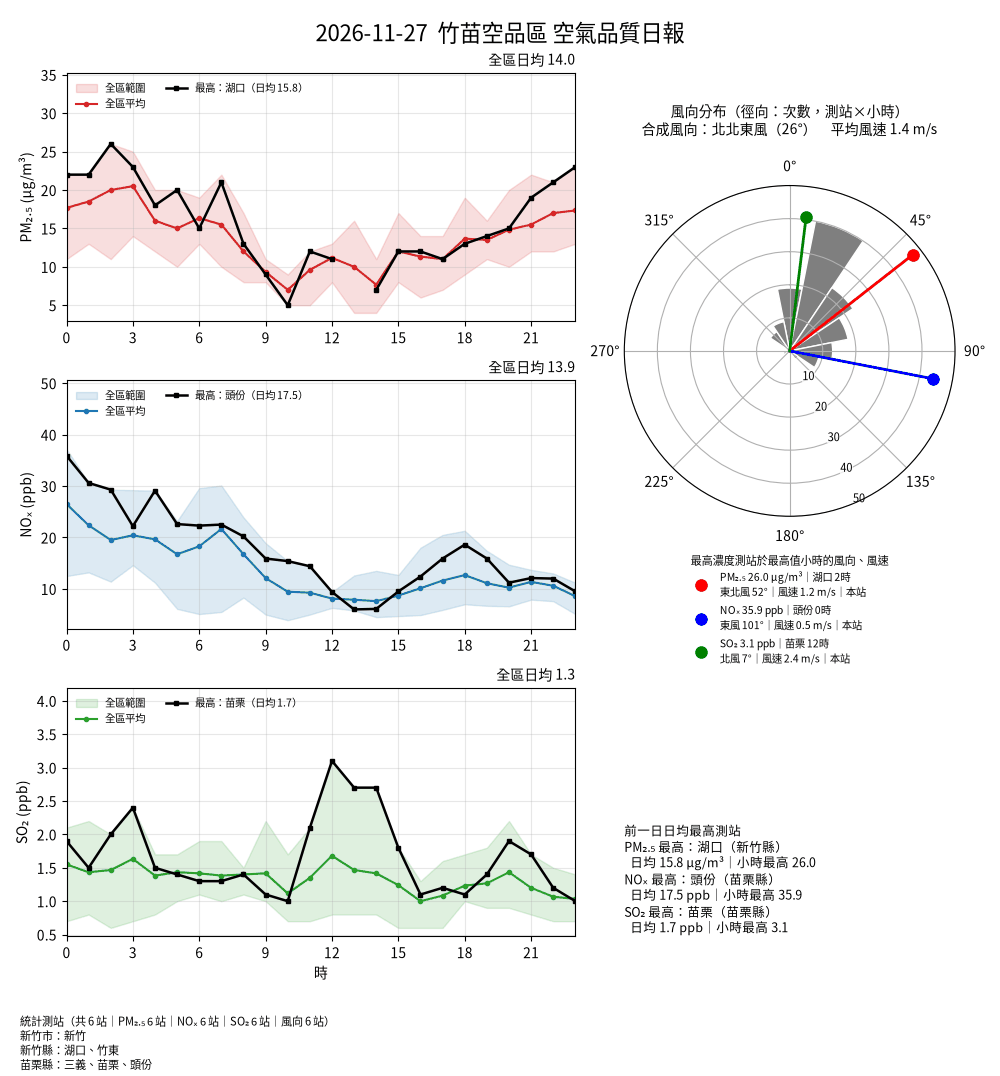 2026-11-27 竹苗空品區 空氣品質日報
全區日均 14.0
PM₂.₅ (μg/m³)
35
30
25
20
15
10
5
全區範圍
全區平均
最高：湖口（日均 15.8）
0 3 6 9 12 15 18 21
全區日均 13.9
NOₓ (ppb)
50
40
30
20
10
全區範圍
全區平均
最高：頭份（日均 17.5）
0 3 6 9 12 15 18 21
全區日均 1.3
SO₂ (ppb)
4.0
3.5
3.0
2.5
2.0
1.5
1.0
0.5
全區範圍
全區平均
最高：苗栗（日均 1.7）
0 3 6 9 12 15 18 21
時
風向分布（徑向：次數，測站×小時）
合成風向：北北東風（26°） 平均風速 1.4 m/s
0°
315° 45°
270° 90°
225° 135°
180°
10
20
30
40
50
最高濃度測站於最高值小時的風向、風速
PM₂.₅ 26.0 μg/m³｜湖口 2時
東北風 52°｜風速 1.2 m/s｜本站
NOₓ 35.9 ppb｜頭份 0時
東風 101°｜風速 0.5 m/s｜本站
SO₂ 3.1 ppb｜苗栗 12時
北風 7°｜風速 2.4 m/s｜本站
前一日日均最高測站
PM₂.₅ 最高：湖口（新竹縣）
日均 15.8 μg/m³｜小時最高 26.0
NOₓ 最高：頭份（苗栗縣）
日均 17.5 ppb｜小時最高 35.9
SO₂ 最高：苗栗（苗栗縣）
日均 1.7 ppb｜小時最高 3.1
統計測站（共 6 站｜PM₂.₅ 6 站｜NOₓ 6 站｜SO₂ 6 站｜風向 6 站）
新竹市：新竹
新竹縣：湖口、竹東
苗栗縣：三義、苗栗、頭份